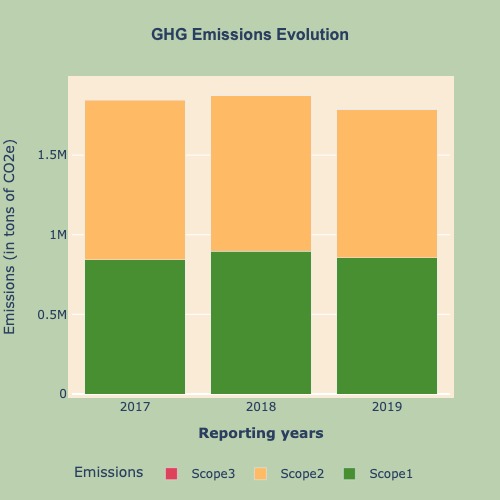 GHG Emissions Evolution
Emissions (in tons of CO2e)
1.5M
1M
0.5M
0
2017 2018 2019
Reporting years
Emissions Scope3 Scope2 Scope1